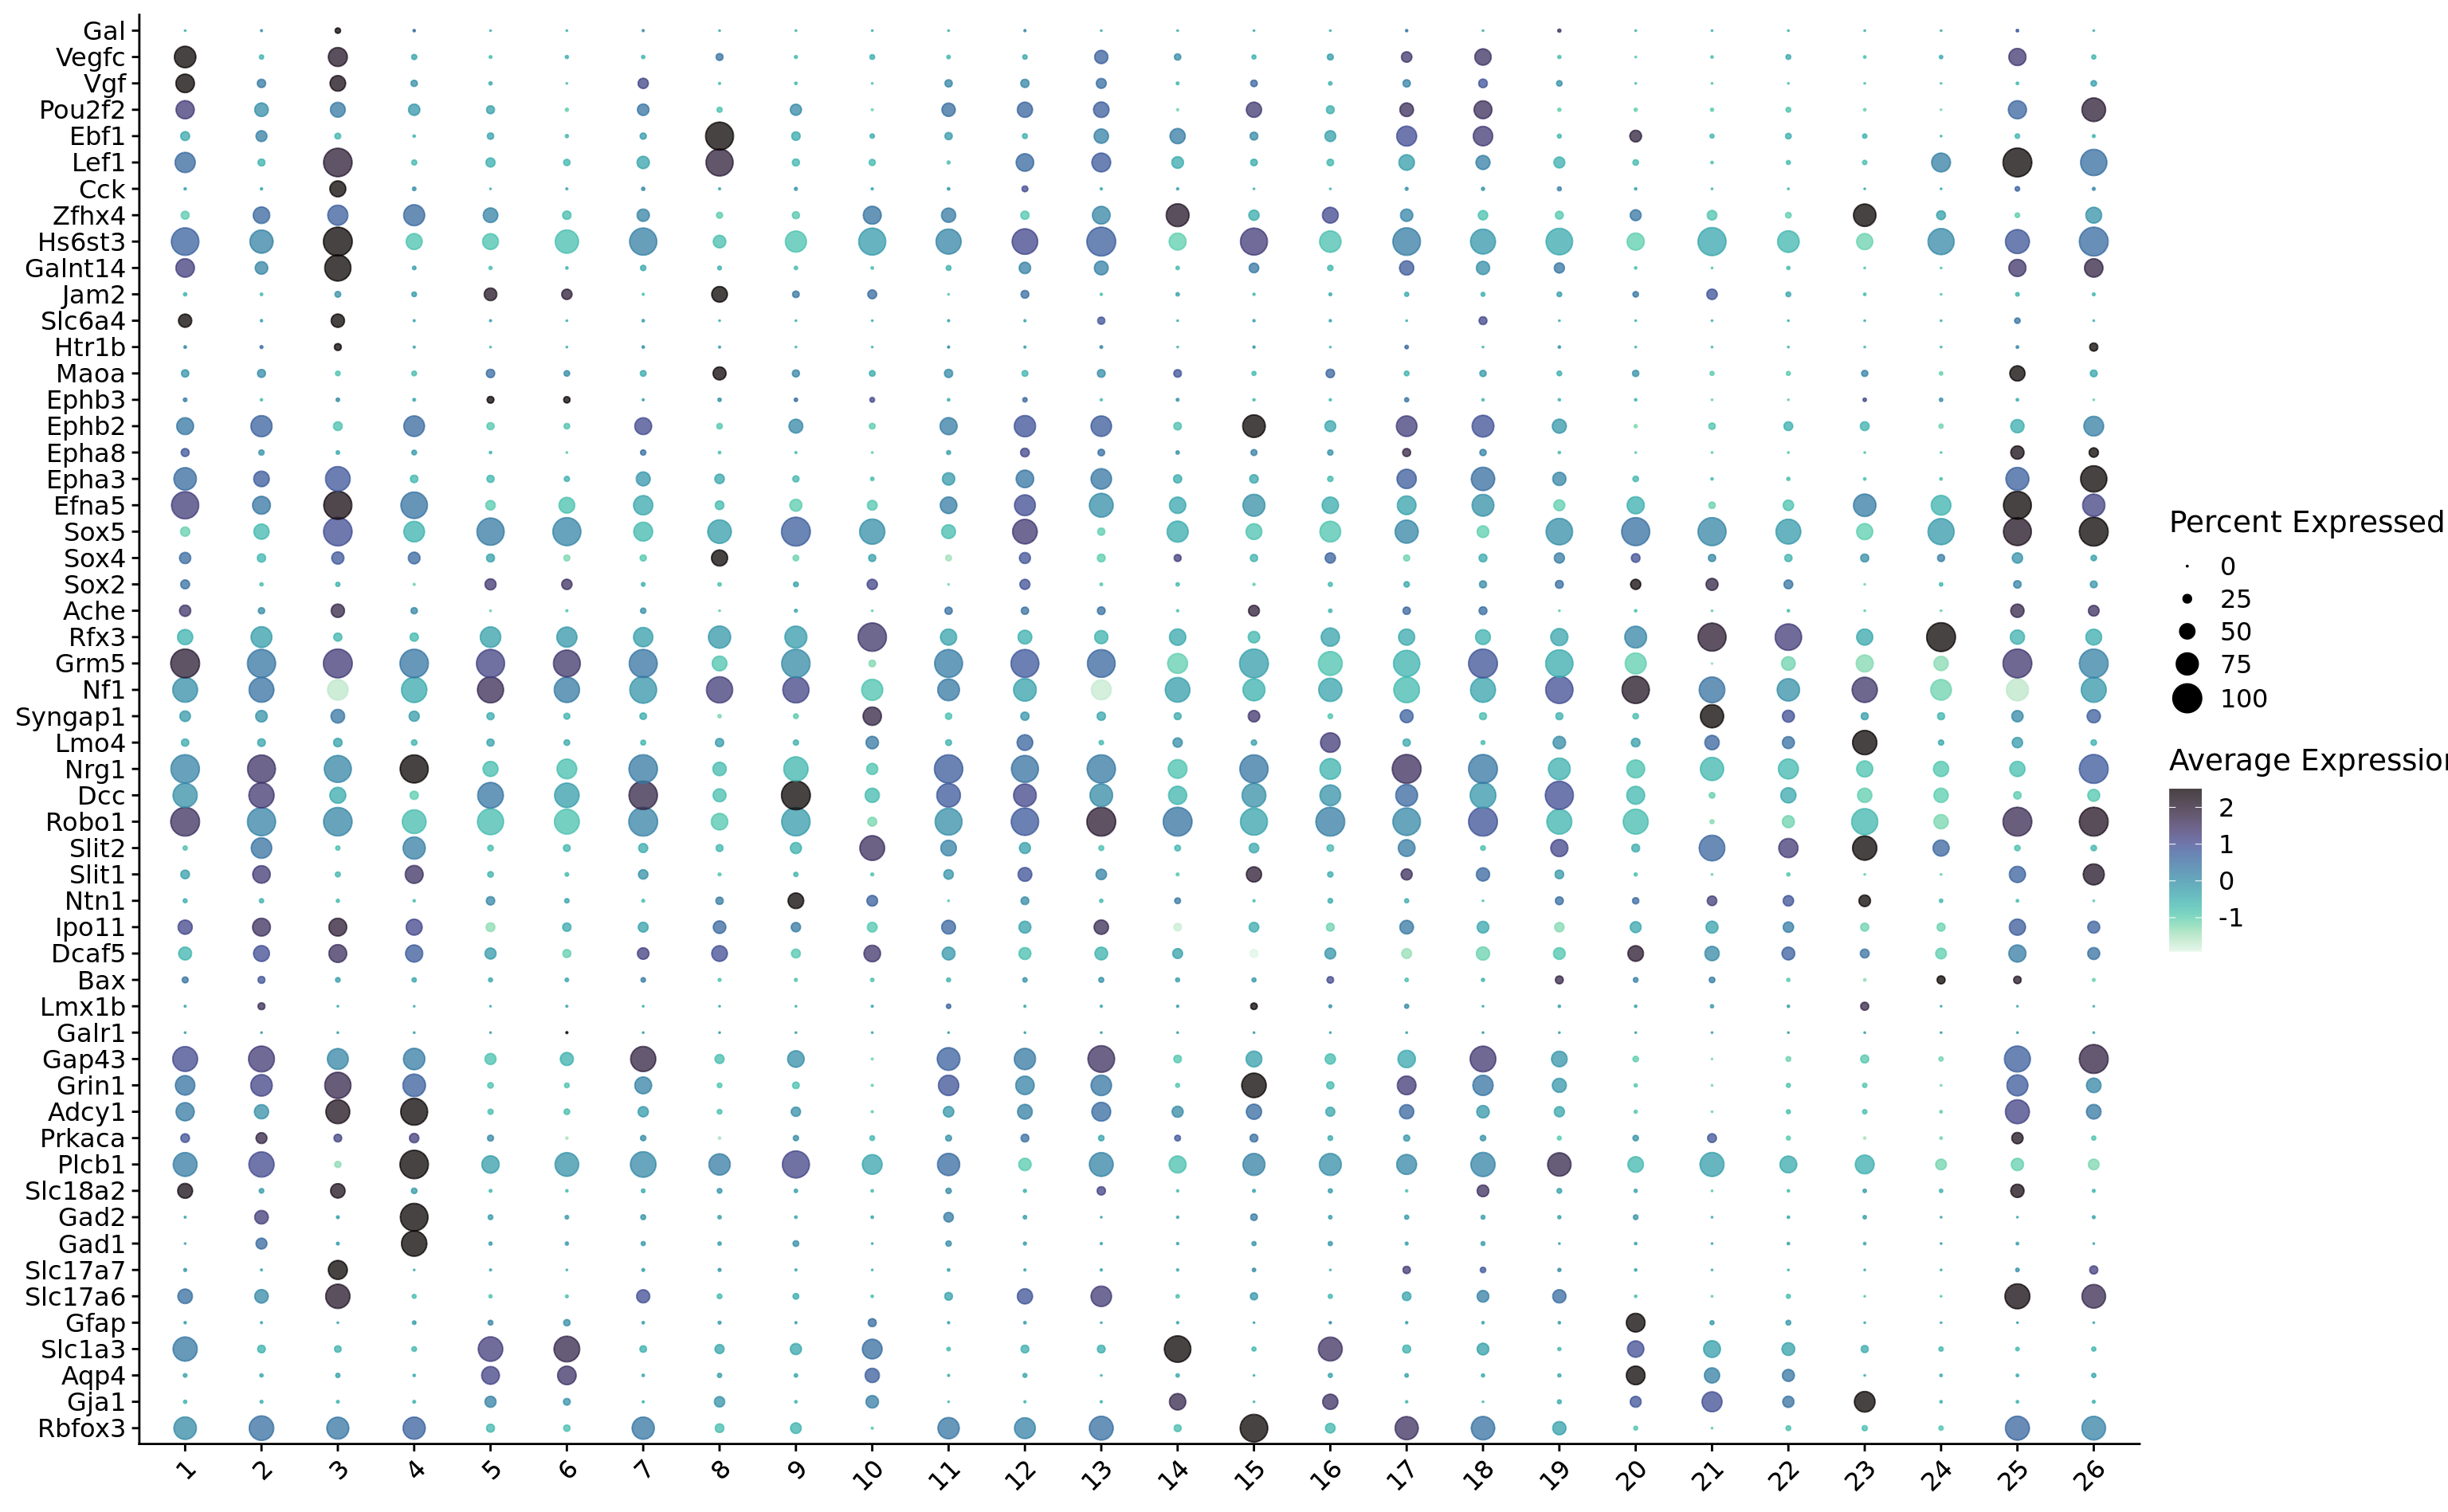 Gal
Vegfc
Vgf
Pou2f2
Ebf1
Lef1
Cck
Zfhx4
Hs6st3
Galnt14
Jam2
Slc6a4
Htr1b
Maoa
Ephb3
Ephb2
Epha8
Epha3
Efna5
Sox5
Sox4
Sox2
Ache
Rfx3
Grm5
Nf1
Syngap1
Lmo4
Nrg1
Dcc
Robo1
Slit2
Slit1
Ntn1
Ipo11
Dcaf5
Bax
Lmx1b
Galr1
Gap43
Grin1
Adcy1
Prkaca
Plcb1
Slc18a2
Gad2
Gad1
Slc17a7
Slc17a6
Gfap
Slc1a3
Aqp4
Gja1
Rbfox3
1 2 3 4 5 6 7 8 9 10 11 12 13 14 15 16 17 18 19 20 21 22 23 24 25 26
Percent Expressed
0
25
50
75
100
Average Expression
2
1
0
-1